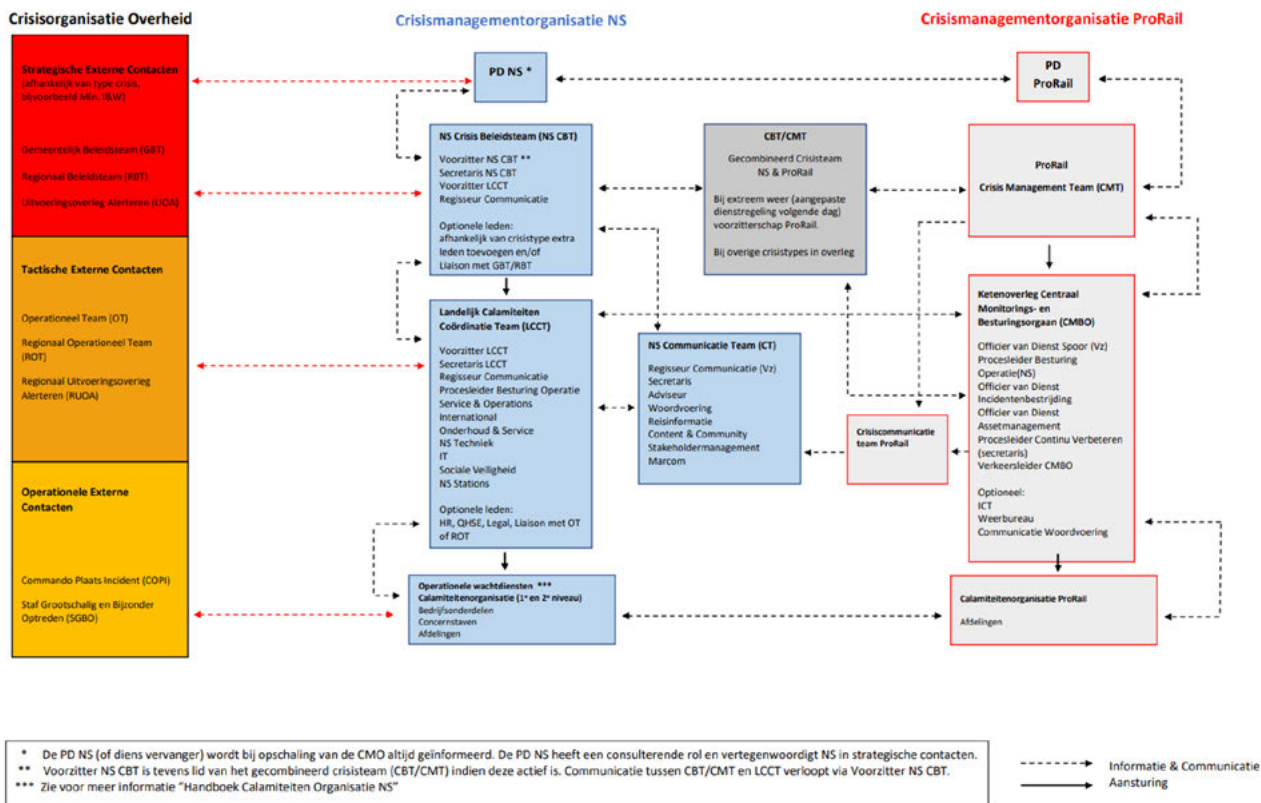 Crisisorganisatie Overheid
Crisismanagementorganisatie NS
Crisismanagementorganisatie ProRail
Strategische Externe Contacten
(afhankelijk van type crisis,
bijvoorbeeld Min. I&W)
Gemeentelijk Beleidsteam (GBT)
Regionaal Beleidsteam (RBT)
Uitvoeringsoverleg Alerteren (UOA)
Tactische Externe Contacten
Operationeel Team (OT)
Regionaal Operationeel Team
(ROT)
Regionaal Uitvoeringsoverleg
Alerteren (RUOA)
Operationele Externe
Contacten
Commando Plaats Incident (COPI)
Staf Grootschalig en Bijzonder
Optreden (SGBO)
PD NS *
NS Crisis Beleidsteam (NS CBT)
Voorzitter NS CBT **
Secretaris NS CBT
Voorzitter LCCT
Regisseur Communicatie
Optionele leden:
afhankelijk van crisistype extra
leden toevoegen en/of
Liaison met GBT/RBT
Landelijk Calamiteiten
Coördinatie Team (LCCT)
Voorzitter LCCT
Secretaris LCCT
Regisseur Communicatie
Procesleider Besturing Operatie
Service & Operations
International
Onderhoud & Service
NS Techniek
IT
Sociale Veiligheid
NS Stations
Optionele leden:
HR, QHSE, Legal, Liaison met OT
of ROT
Operationele wachtdiensten ***
Calamiteitenorganisatie (1e en 2e niveau)
Bedrijfsonderdelen
Concernstaven
Afdelingen
CBT/CMT
Gecombineerd Crisisteam
NS & ProRail
Bij extreem weer (aangepaste
dienstregeling volgende dag)
voorzitterschap ProRail.
Bij overige crisistypes in overleg
NS Communicatie Team (CT)
Regisseur Communicatie (Vz)
Secretaris
Adviseur
Woordvoering
Reisinformatie
Content & Community
Stakeholdermanagement
Marcom
Crisiscommunicatie
team ProRail
PD
ProRail
ProRail
Crisis Management Team (CMT)
Ketenoverleg Centraal
Monitorings- en
Besturingsorgaan (CMBO)
Officier van Dienst Spoor (Vz)
Procesleider Besturing
Operatie(NS)
Officier van Dienst
Incidentenbestrijding
Officier van Dienst
Assetmanagement
Procesleider Continu Verbeteren
(secretaris)
Verkeersleider CMBO
Optioneel:
ICT
Weerbureau
Communicatie Woordvoering
Calamiteitenorganisatie ProRail
Afdelingen
* De PD NS (of diens vervanger) wordt bij opschaling van de CMO altijd geïnformeerd. De PD NS heeft een consulterende rol en vertegenwoordigt NS in strategische contacten.
** Voorzitter NS CBT is tevens lid van het gecombineerd crisisteam (CBT/CMT) indien deze actief is. Communicatie tussen CBT/CMT en LCCT verloopt via Voorzitter NS CBT.
*** Zie voor meer informatie "Handboek Calamiteiten Organisatie NS"
Informatie & Communicatie
Aansturing